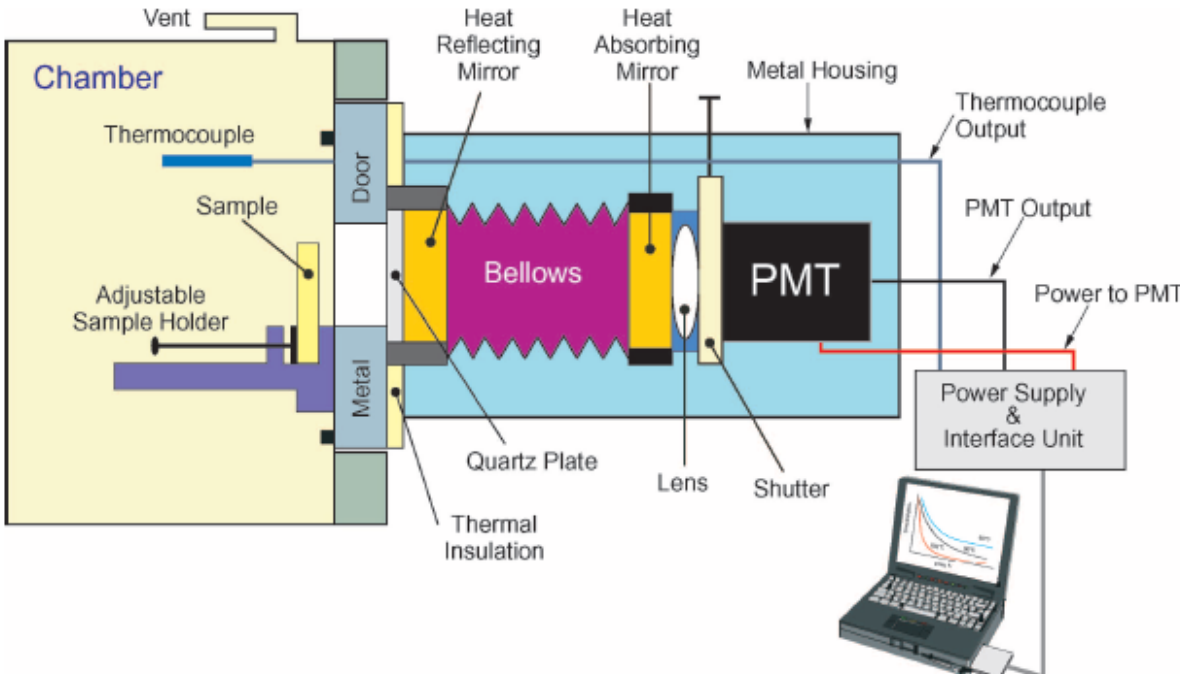 Vent
Heat
Reflecting
Mirror
Heat
Absorbing
Mirror
Metal Housing
Chamber
Thermocouple
Output
Thermocouple
Door
Sample
PMT Output
Bellows
PMT
Adjustable
Sample Holder
Power to PMT
Metal
Power Supply
&
Interface Unit
Quartz Plate
Lens
Shutter
Thermal
Insulation